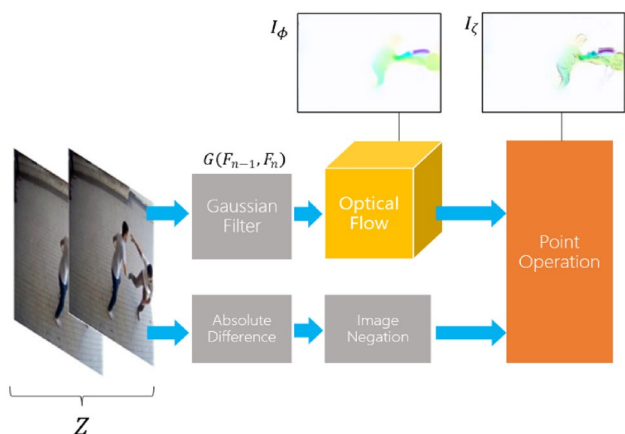 I_ϕ
I_ζ
G(F_{n-1}, F_n)
Gaussian
Filter
Optical
Flow
Point
Operation
Absolute
Difference
Image
Negation
Z